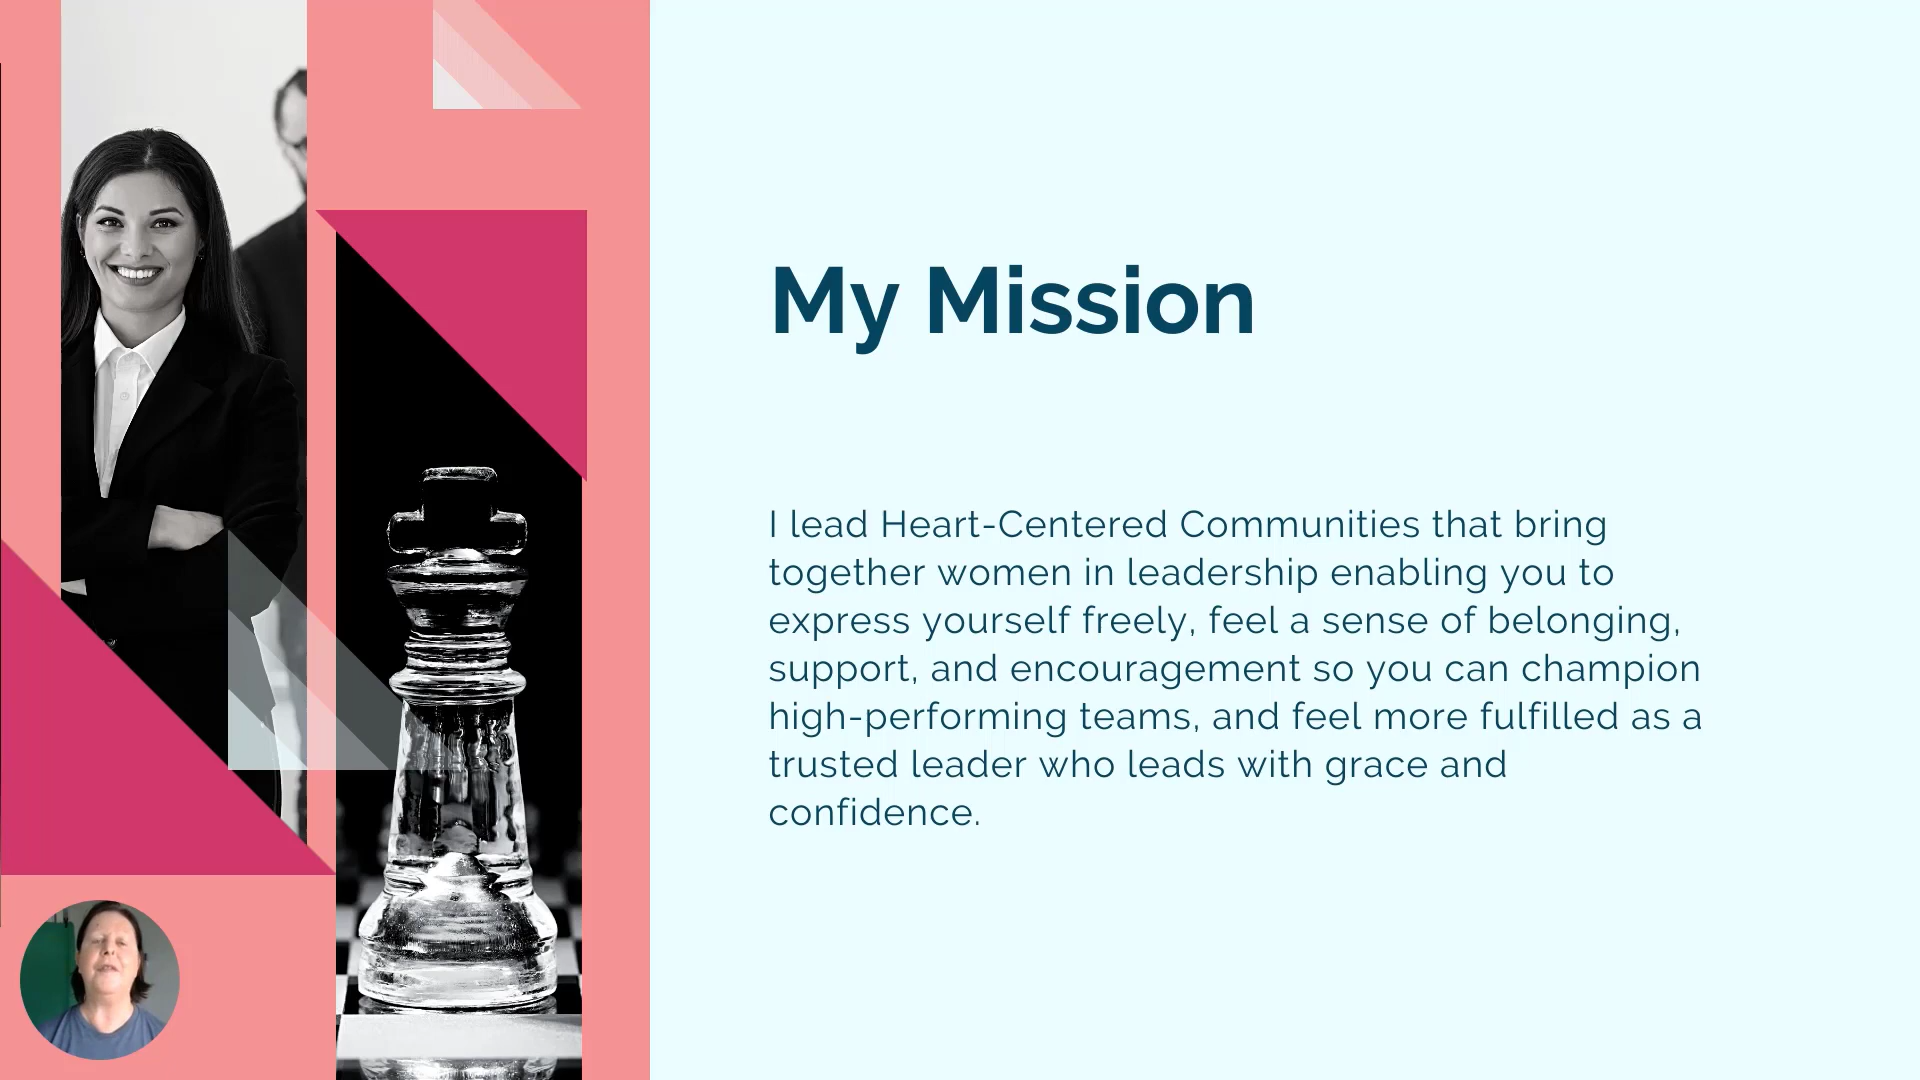 My Mission
I lead Heart-Centered Communities that bring
together women in leadership enabling you to
express yourself freely, feel a sense of belonging,
support, and encouragement so you can champion
high-performing teams, and feel more fulfilled as a
trusted leader who leads with grace and
confidence.